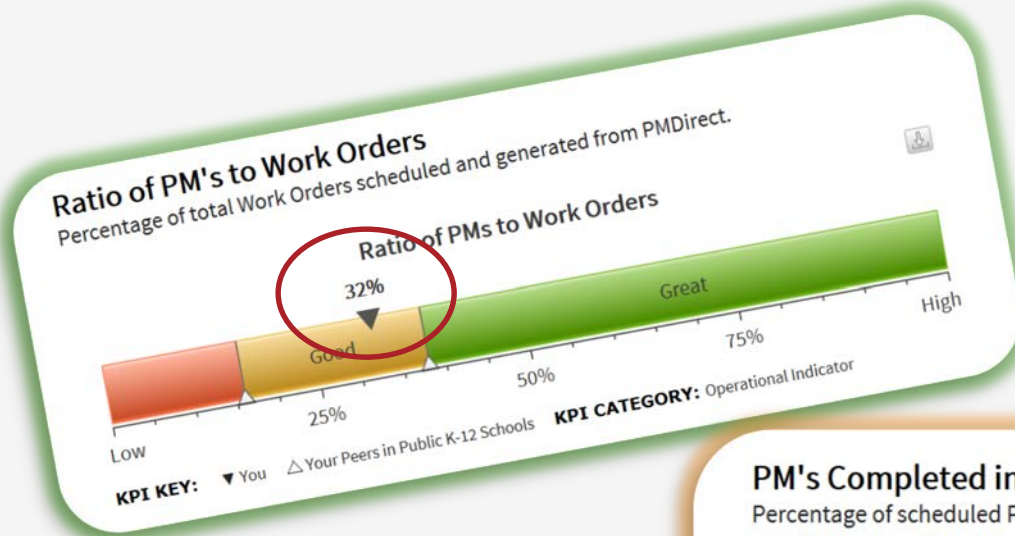 Ratio of PM's to Work Orders
Percentage of total Work Orders scheduled and generated from PMDirect.
Ratio of PMs to Work Orders
32%
Good
Great
Low
25%
50%
75%
High
KPI KEY: ▼ You △ Your Peers in Public K-12 Schools KPI CATEGORY: Operational Indicator
PM's Completed in
Percentage of scheduled P